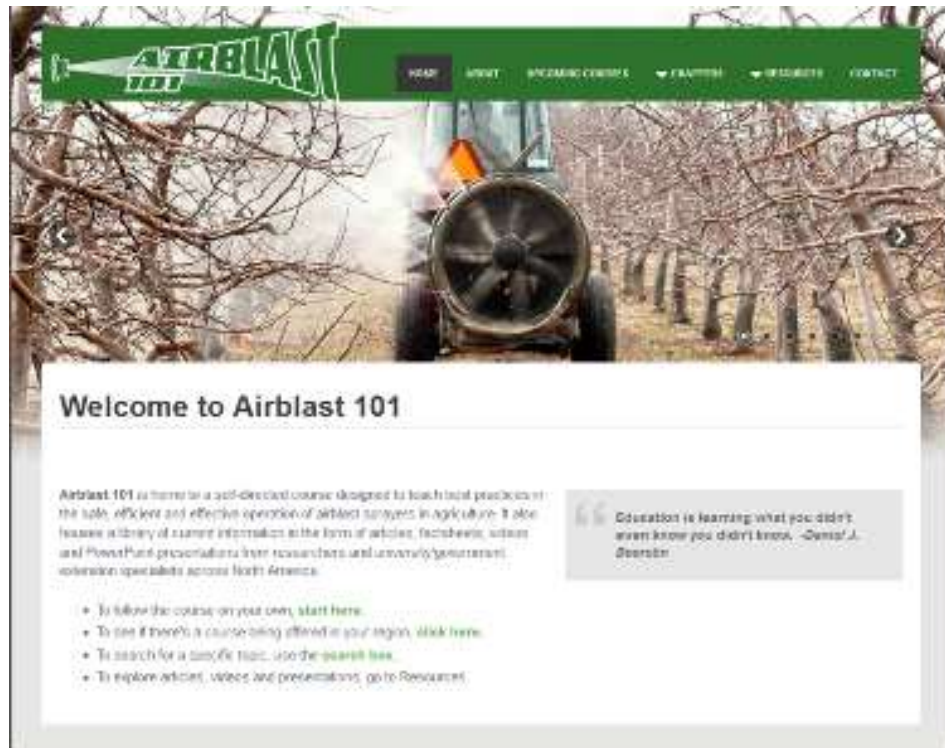 AIRBLAST
101
HOME ABOUT UPCOMING COURSES CHAPTERS RESOURCES CONTACT
Welcome to Airblast 101
Airblast 101 is home to a self-directed course designed to teach best practices in
the safe, efficient and effective operation of airblast sprayers in agriculture. It also
houses a library of current information in the form of articles, factsheets, videos
and PowerPoint presentations from researchers and university/government
extension specialists across North America.
Education is learning what you didn't
even know you didn't know. -Daniel J.
Boorstin
To follow the course on your own, start here.
To see if there's a course being offered in your region, click here.
To search for a specific topic, use the search box.
To explore articles, videos and presentations, go to Resources.